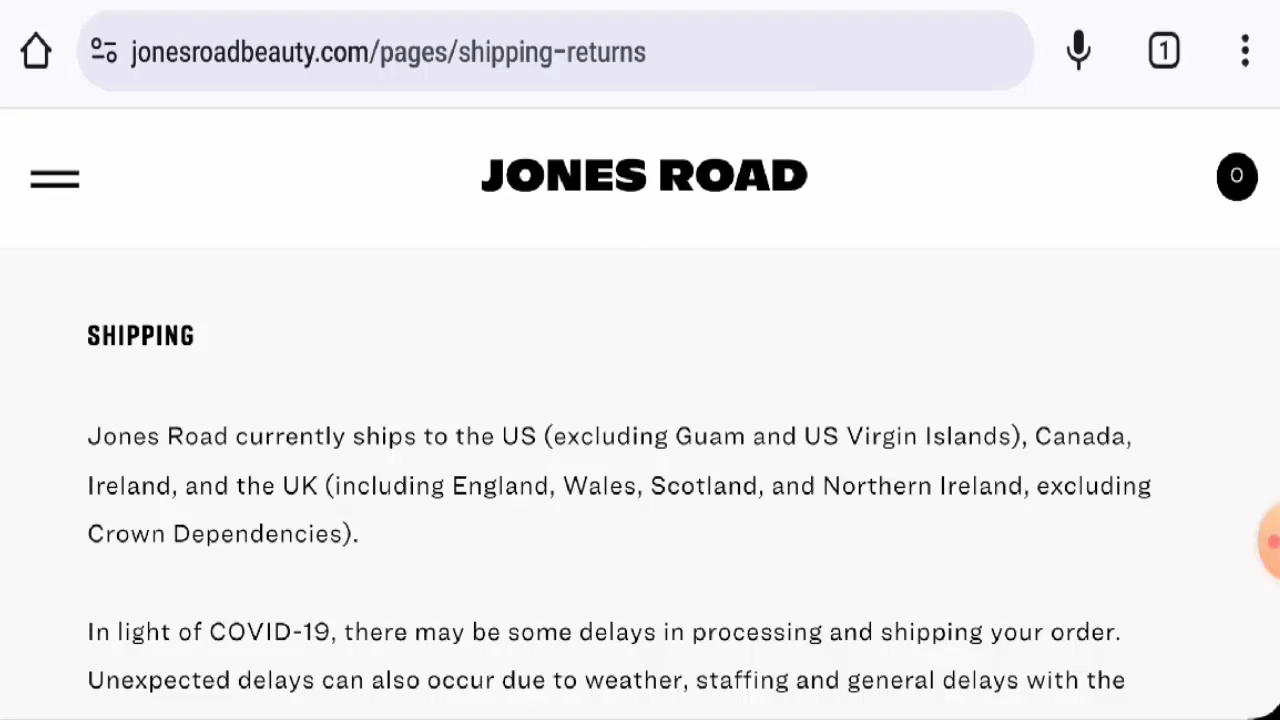 jonesroadbeauty.com/pages/shipping-returns
1
JONES ROAD
0
SHIPPING
Jones Road currently ships to the US (excluding Guam and US Virgin Islands), Canada,
Ireland, and the UK (including England, Wales, Scotland, and Northern Ireland, excluding
Crown Dependencies).
In light of COVID-19, there may be some delays in processing and shipping your order.
Unexpected delays can also occur due to weather, staffing and general delays with the